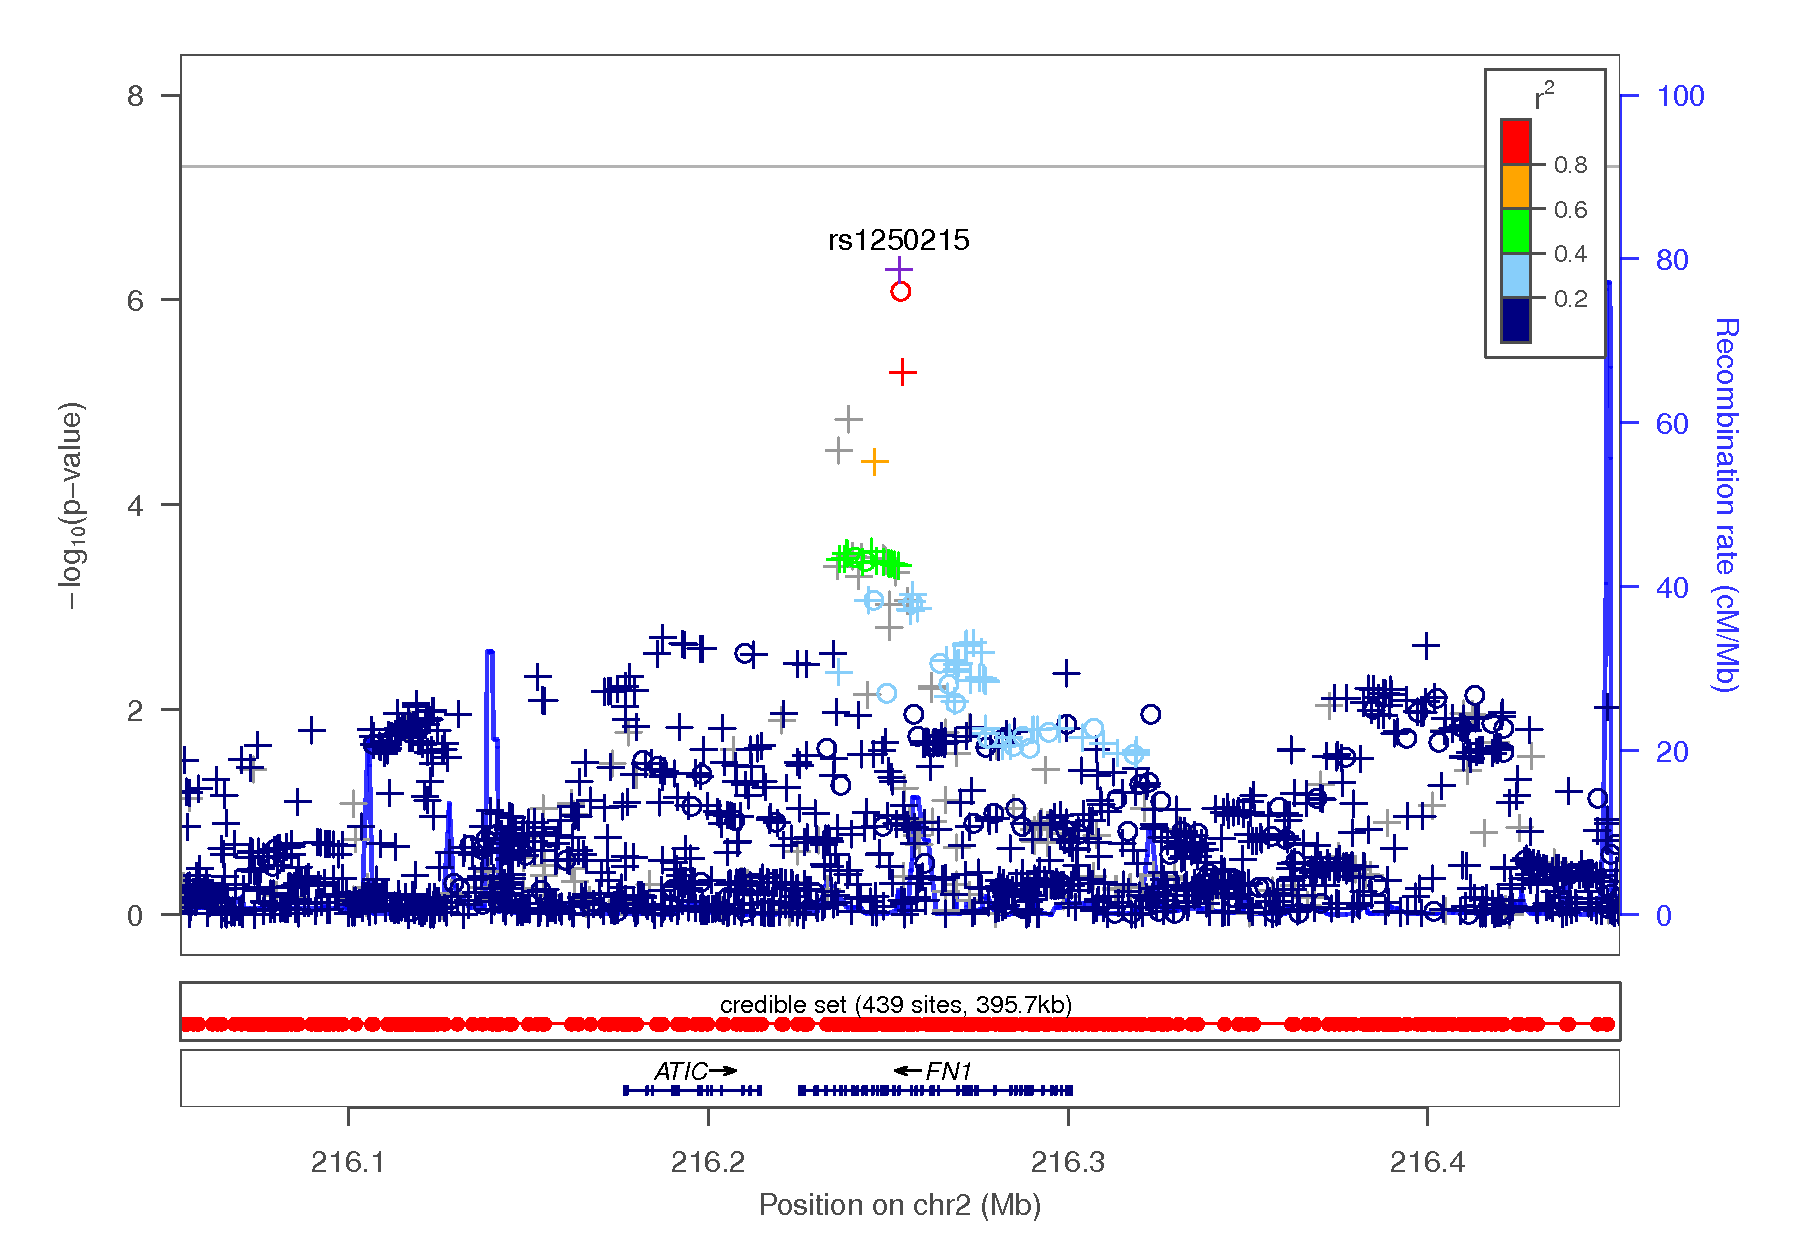 8
6
4
2
0
−log10(p−value)
100
80
60
40
20
0
Recombination rate (cM/Mb)
r2
0.8
0.6
0.4
0.2
rs1250215
credible set (439 sites, 395.7kb)
ATIC
FN1
216.1
216.2
216.3
216.4
Position on chr2 (Mb)